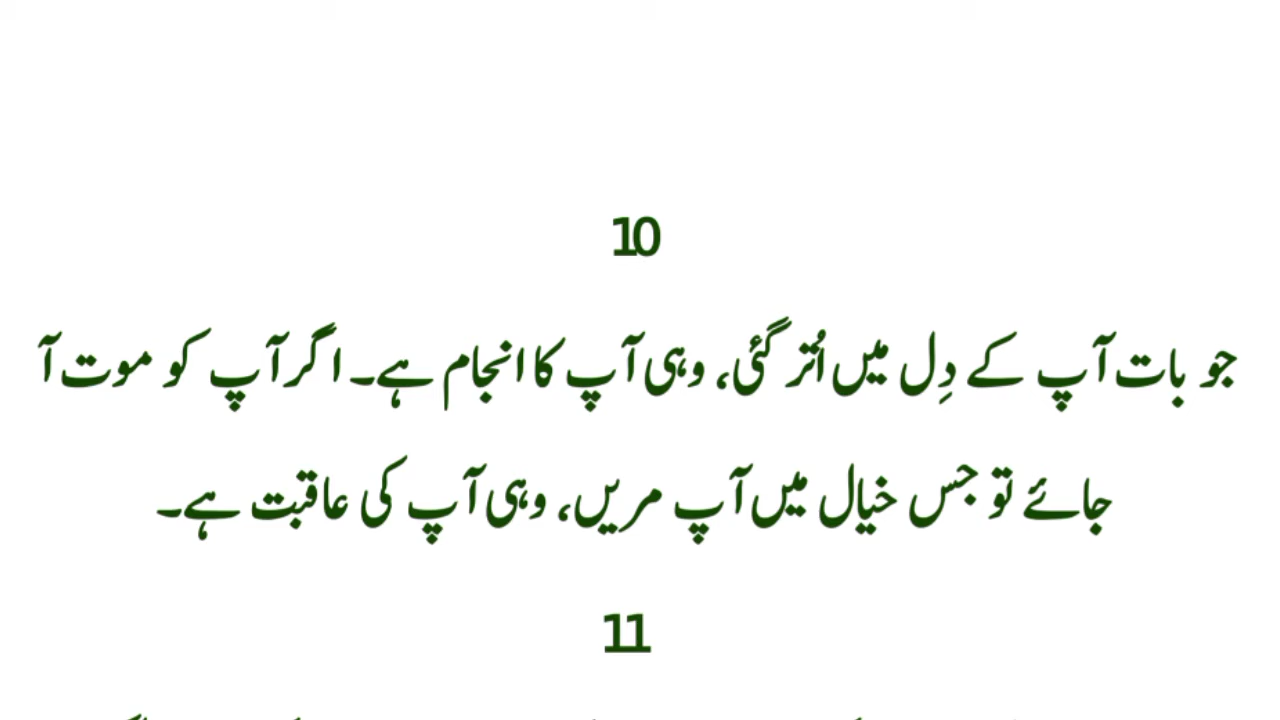 10
جو بات آپ کے دِل میں اُتر گئی، وہی آپ کا انجام ہے۔ اگر آپ کو موت آ
جائے تو جس خیال میں آپ مریں، وہی آپ کی عاقبت ہے۔
11